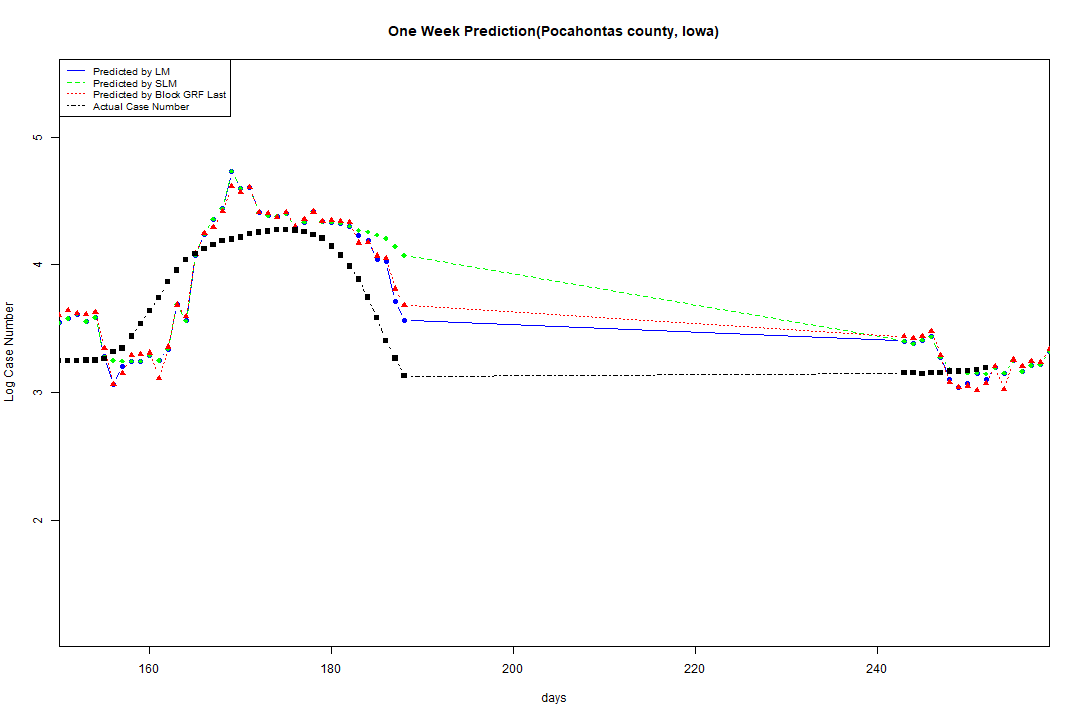 One Week Prediction(Pocahontas county, Iowa)
Predicted by LM
Predicted by SLM
Predicted by Block GRF Last
Actual Case Number
5
4
3
2
Log Case Number
160 180 200 220 240
days